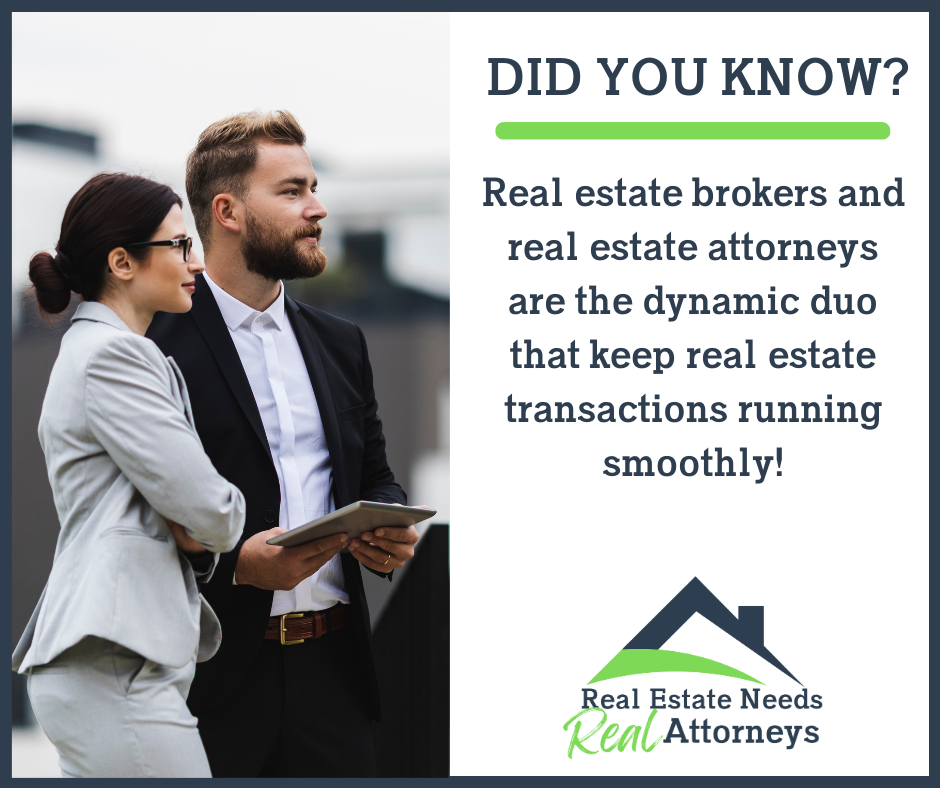 DID YOU KNOW?
Real estate brokers and
real estate attorneys
are the dynamic duo
that keep real estate
transactions running
smoothly!
Real Estate Needs
Real Attorneys